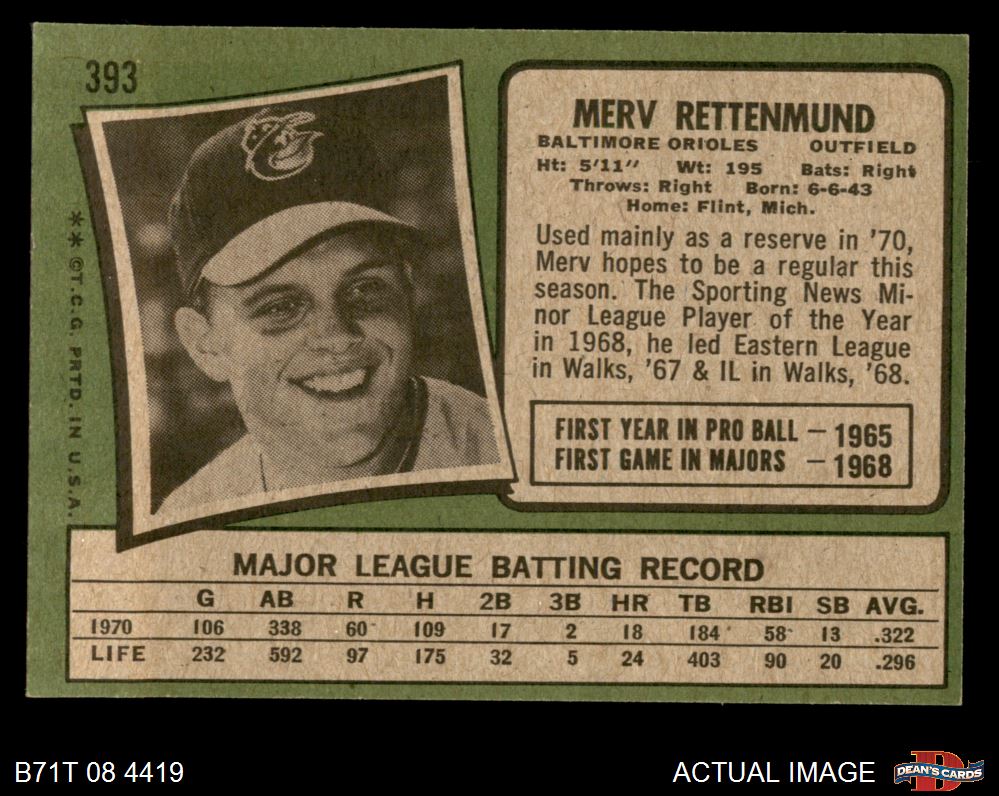 393
** ©T.C.G. PRTD. IN U.S.A.
MERV RETTENMUND
BALTIMORE ORIOLES OUTFIELD
Ht: 5'11" Wt: 195 Bats: Right
Throws: Right Born: 6-6-43
Home: Flint, Mich.
Used mainly as a reserve in '70,
Merv hopes to be a regular this
season. The Sporting News Mi-
nor League Player of the Year
in 1968, he led Eastern League
in Walks, '67 & IL in Walks, '68.
FIRST YEAR IN PRO BALL — 1965
FIRST GAME IN MAJORS — 1968
MAJOR LEAGUE BATTING RECORD
G AB R H 2B 3B HR TB RBI SB AVG.
1970 106 338 60 109 17 2 18 184 58 13 .322
LIFE 232 592 97 175 32 5 24 403 90 20 .296
B71T 08 4419
ACTUAL IMAGE
D
DEAN'S CARDS